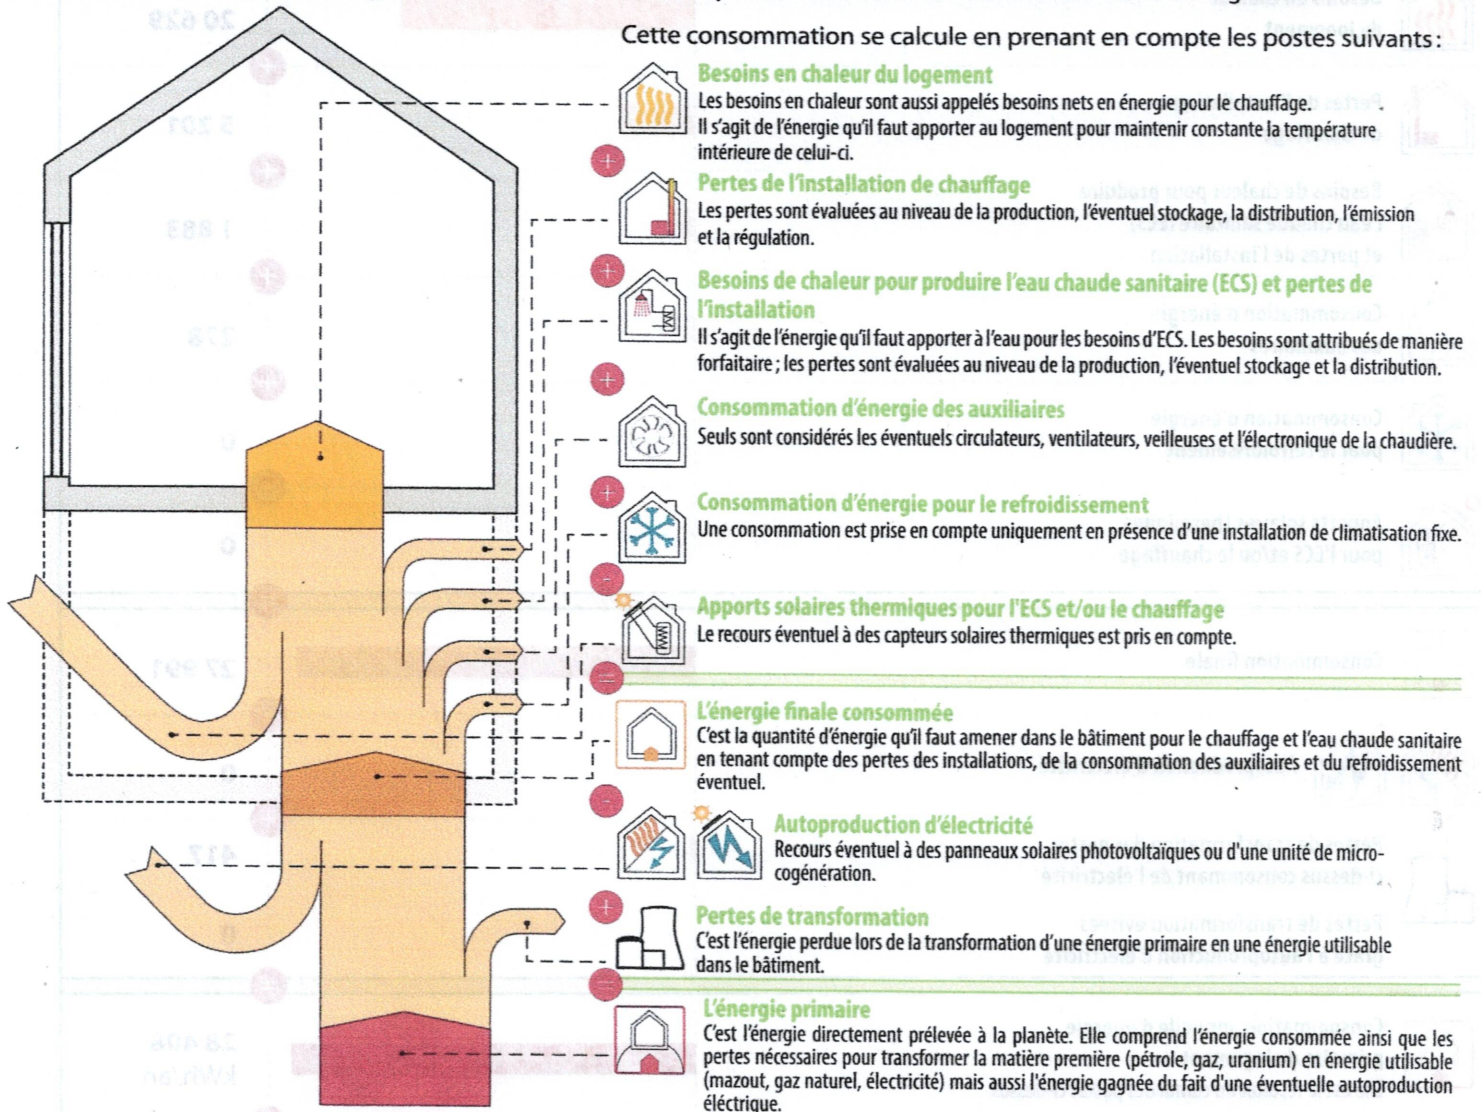 Cette consommation se calcule en prenant en compte les postes suivants :
Besoins en chaleur du logement
Les besoins en chaleur sont aussi appelés besoins nets en énergie pour le chauffage.
Il s'agit de l'énergie qu'il faut apporter au logement pour maintenir constante la température
intérieure de celui-ci.
+
Pertes de l'installation de chauffage
Les pertes sont évaluées au niveau de la production, l'éventuel stockage, la distribution, l'émission
et la régulation.
+
Besoins de chaleur pour produire l'eau chaude sanitaire (ECS) et pertes de
l'installation
Il s'agit de l'énergie qu'il faut apporter à l'eau pour les besoins d'ECS. Les besoins sont attribués de manière
forfaitaire ; les pertes sont évaluées au niveau de la production, l'éventuel stockage et la distribution.
+
Consommation d'énergie des auxiliaires
Seuls sont considérés les éventuels circulateurs, ventilateurs, veilleuses et l'électronique de la chaudière.
+
Consommation d'énergie pour le refroidissement
Une consommation est prise en compte uniquement en présence d'une installation de climatisation fixe.
-
Apports solaires thermiques pour l'ECS et/ou le chauffage
Le recours éventuel à des capteurs solaires thermiques est pris en compte.
=
L'énergie finale consommée
C'est la quantité d'énergie qu'il faut amener dans le bâtiment pour le chauffage et l'eau chaude sanitaire
en tenant compte des pertes des installations, de la consommation des auxiliaires et du refroidissement
éventuel.
-
Autoproduction d'électricité
Recours éventuel à des panneaux solaires photovoltaïques ou d'une unité de micro-
cogénération.
+
Pertes de transformation
C'est l'énergie perdue lors de la transformation d'une énergie primaire en une énergie utilisable
dans le bâtiment.
=
L'énergie primaire
C'est l'énergie directement prélevée à la planète. Elle comprend l'énergie consommée ainsi que les
pertes nécessaires pour transformer la matière première (pétrole, gaz, uranium) en énergie utilisable
(mazout, gaz naturel, électricité) mais aussi l'énergie gagnée du fait d'une éventuelle autoproduction
éléctrique.